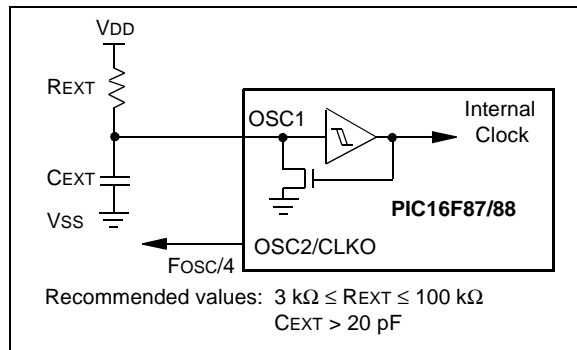 VDD
REXT
OSC1
Internal
Clock
CEXT
PIC16F87/88
VSS
OSC2/CLKO
FOSC/4
Recommended values: 3 kΩ ≤ REXT ≤ 100 kΩ
CEXT > 20 pF